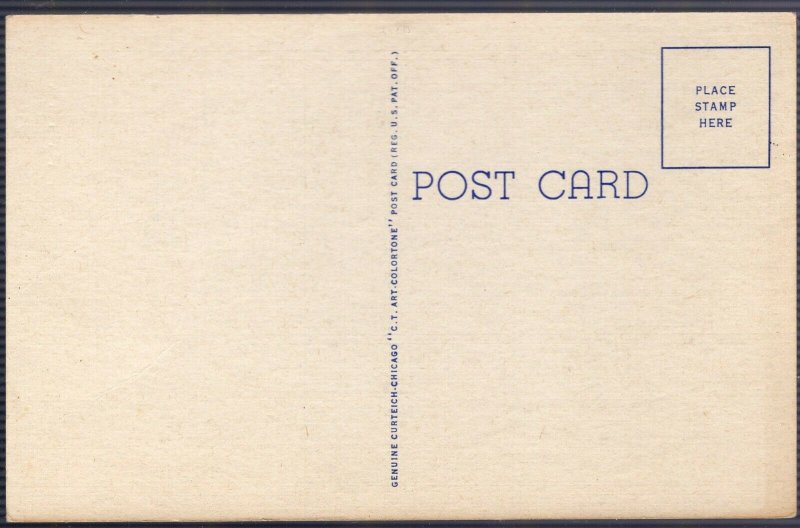 GENUINE CURTEICH-CHICAGO "C.T. ART-COLORTONE" POST CARD (REG. U.S. PAT. OFF.)
POST CARD
PLACE
STAMP
HERE